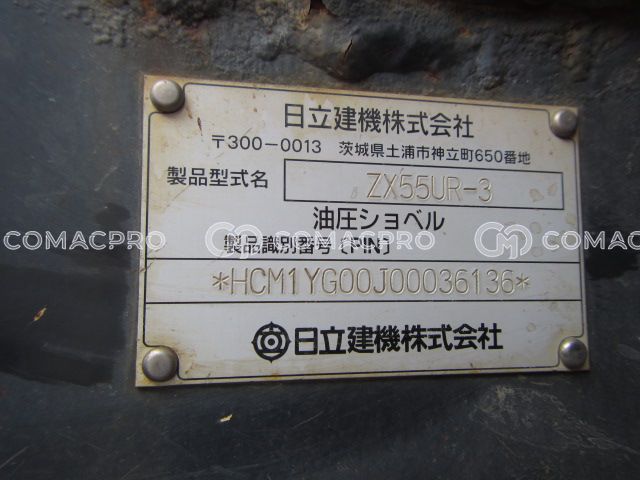 日立建機株式会社
〒300-0013 茨城県土浦市神立町650番地
製品型式名 ZX55UR-3
油圧ショベル
製品識別番号(PIN)
COMACPRO COMACPRO COMACPRO COMAC
*HCM1YG00J00036136*
日立建機株式会社